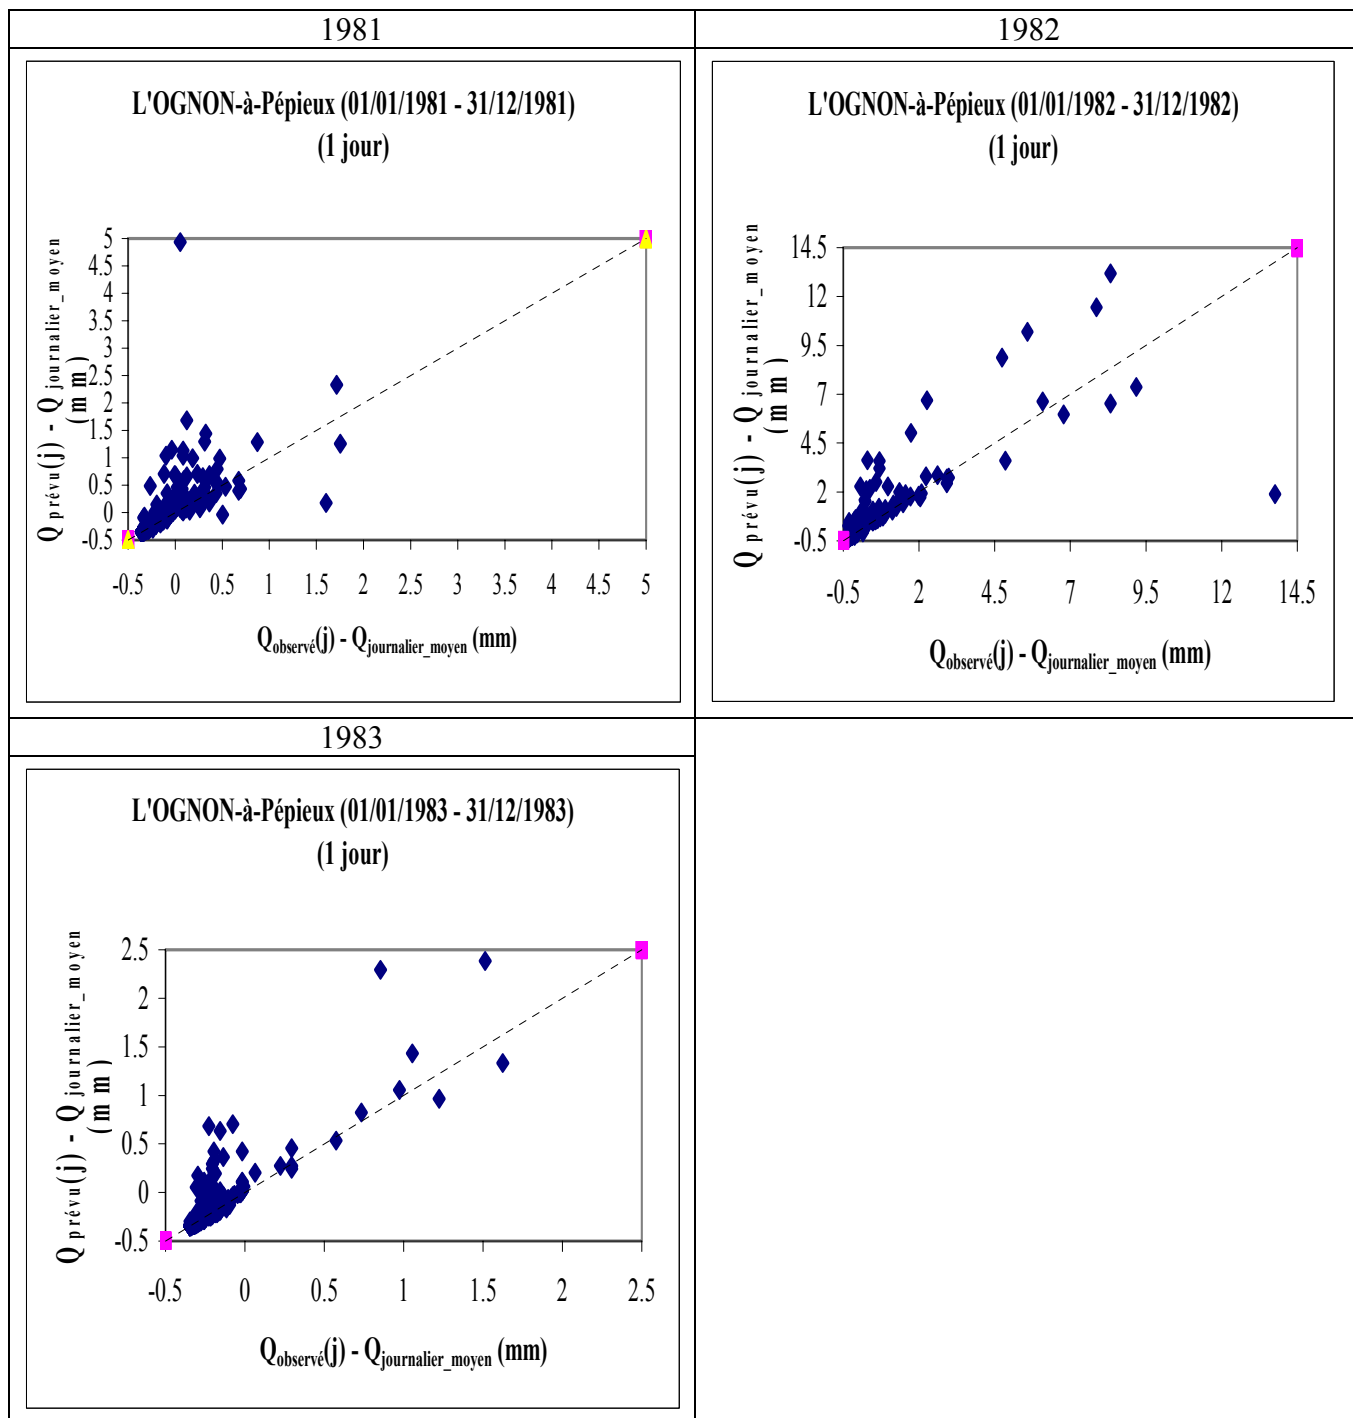 1981
1982
L'OGNON-à-Pépieux (01/01/1981 - 31/12/1981)
(1 jour)
Q prévu(j) - Q journalier_moyen
(mm)
5
4.5
4
3.5
3
2.5
2
1.5
1
0.5
0
-0.5
-0.5 0 0.5 1 1.5 2 2.5 3 3.5 4 4.5 5
Qobservé(j) - Qjournalier_moyen (mm)
L'OGNON-à-Pépieux (01/01/1982 - 31/12/1982)
(1 jour)
Q prévu(j) - Q journalier_moyen
(mm)
14.5
12
9.5
7
4.5
2
-0.5
-0.5 2 4.5 7 9.5 12 14.5
Qobservé(j) - Qjournalier_moyen (mm)
1983
L'OGNON-à-Pépieux (01/01/1983 - 31/12/1983)
(1 jour)
Q prévu(j) - Q journalier_moyen
(mm)
2.5
2
1.5
1
0.5
0
-0.5
-0.5 0 0.5 1 1.5 2 2.5
Qobservé(j) - Qjournalier_moyen (mm)